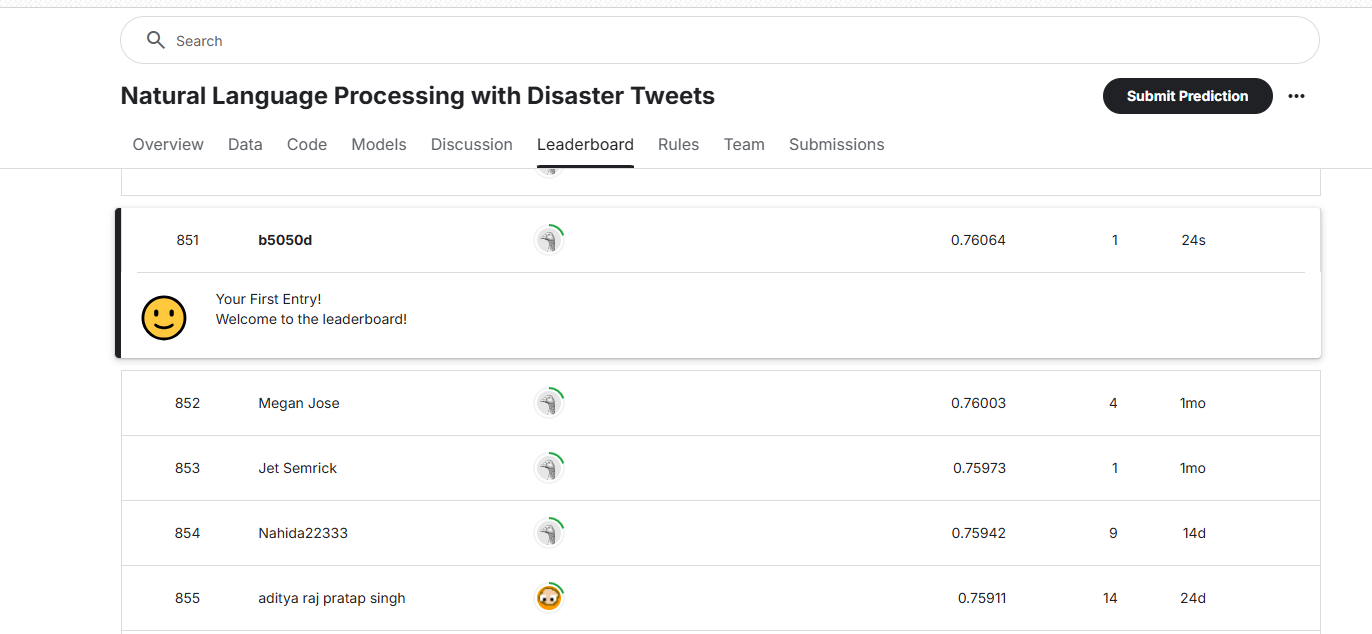 Search
Natural Language Processing with Disaster Tweets
Submit Prediction
Overview Data Code Models Discussion Leaderboard Rules Team Submissions
851 b5050d 0.76064 1 24s
Your First Entry!
Welcome to the leaderboard!
852 Megan Jose 0.76003 4 1mo
853 Jet Semrick 0.75973 1 1mo
854 Nahida22333 0.75942 9 14d
855 aditya raj pratap singh 0.75911 14 24d